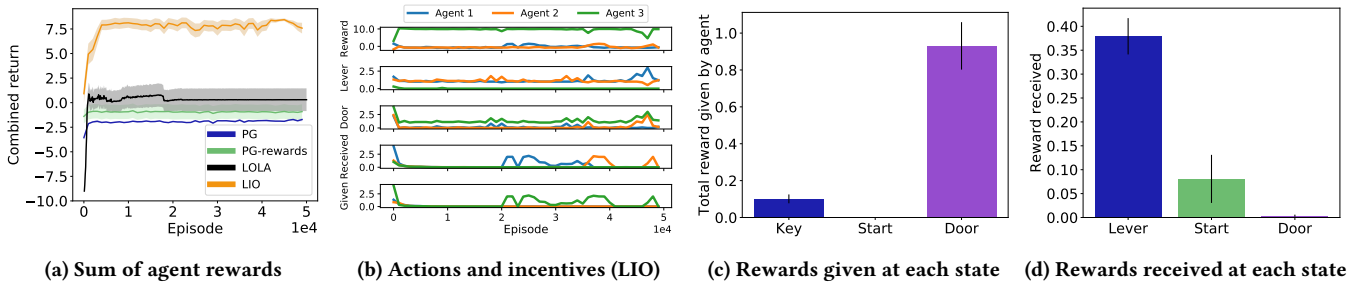 7.5
5.0
2.5
0.0
−2.5
−5.0
−7.5
−10.0
Combined return
PG
PG-rewards
LOLA
LIO
0 1 2 3 4 5
Episode
1e4
(a) Sum of agent rewards
Agent 1 Agent 2 Agent 3
Reward
10.0
0.0
Lever
2.5
0.0
Door
2.5
0.0
Received
2.5
0.0
Given
2.5
0.0
0 1 2 3 4 5
Episode
1e4
(b) Actions and incentives (LIO)
Total reward given by agent
1.0
0.8
0.6
0.4
0.2
0.0
Key Start Door
(c) Rewards given at each state
Reward received
0.40
0.35
0.30
0.25
0.20
0.15
0.10
0.05
0.00
Lever Start Door
(d) Rewards received at each state